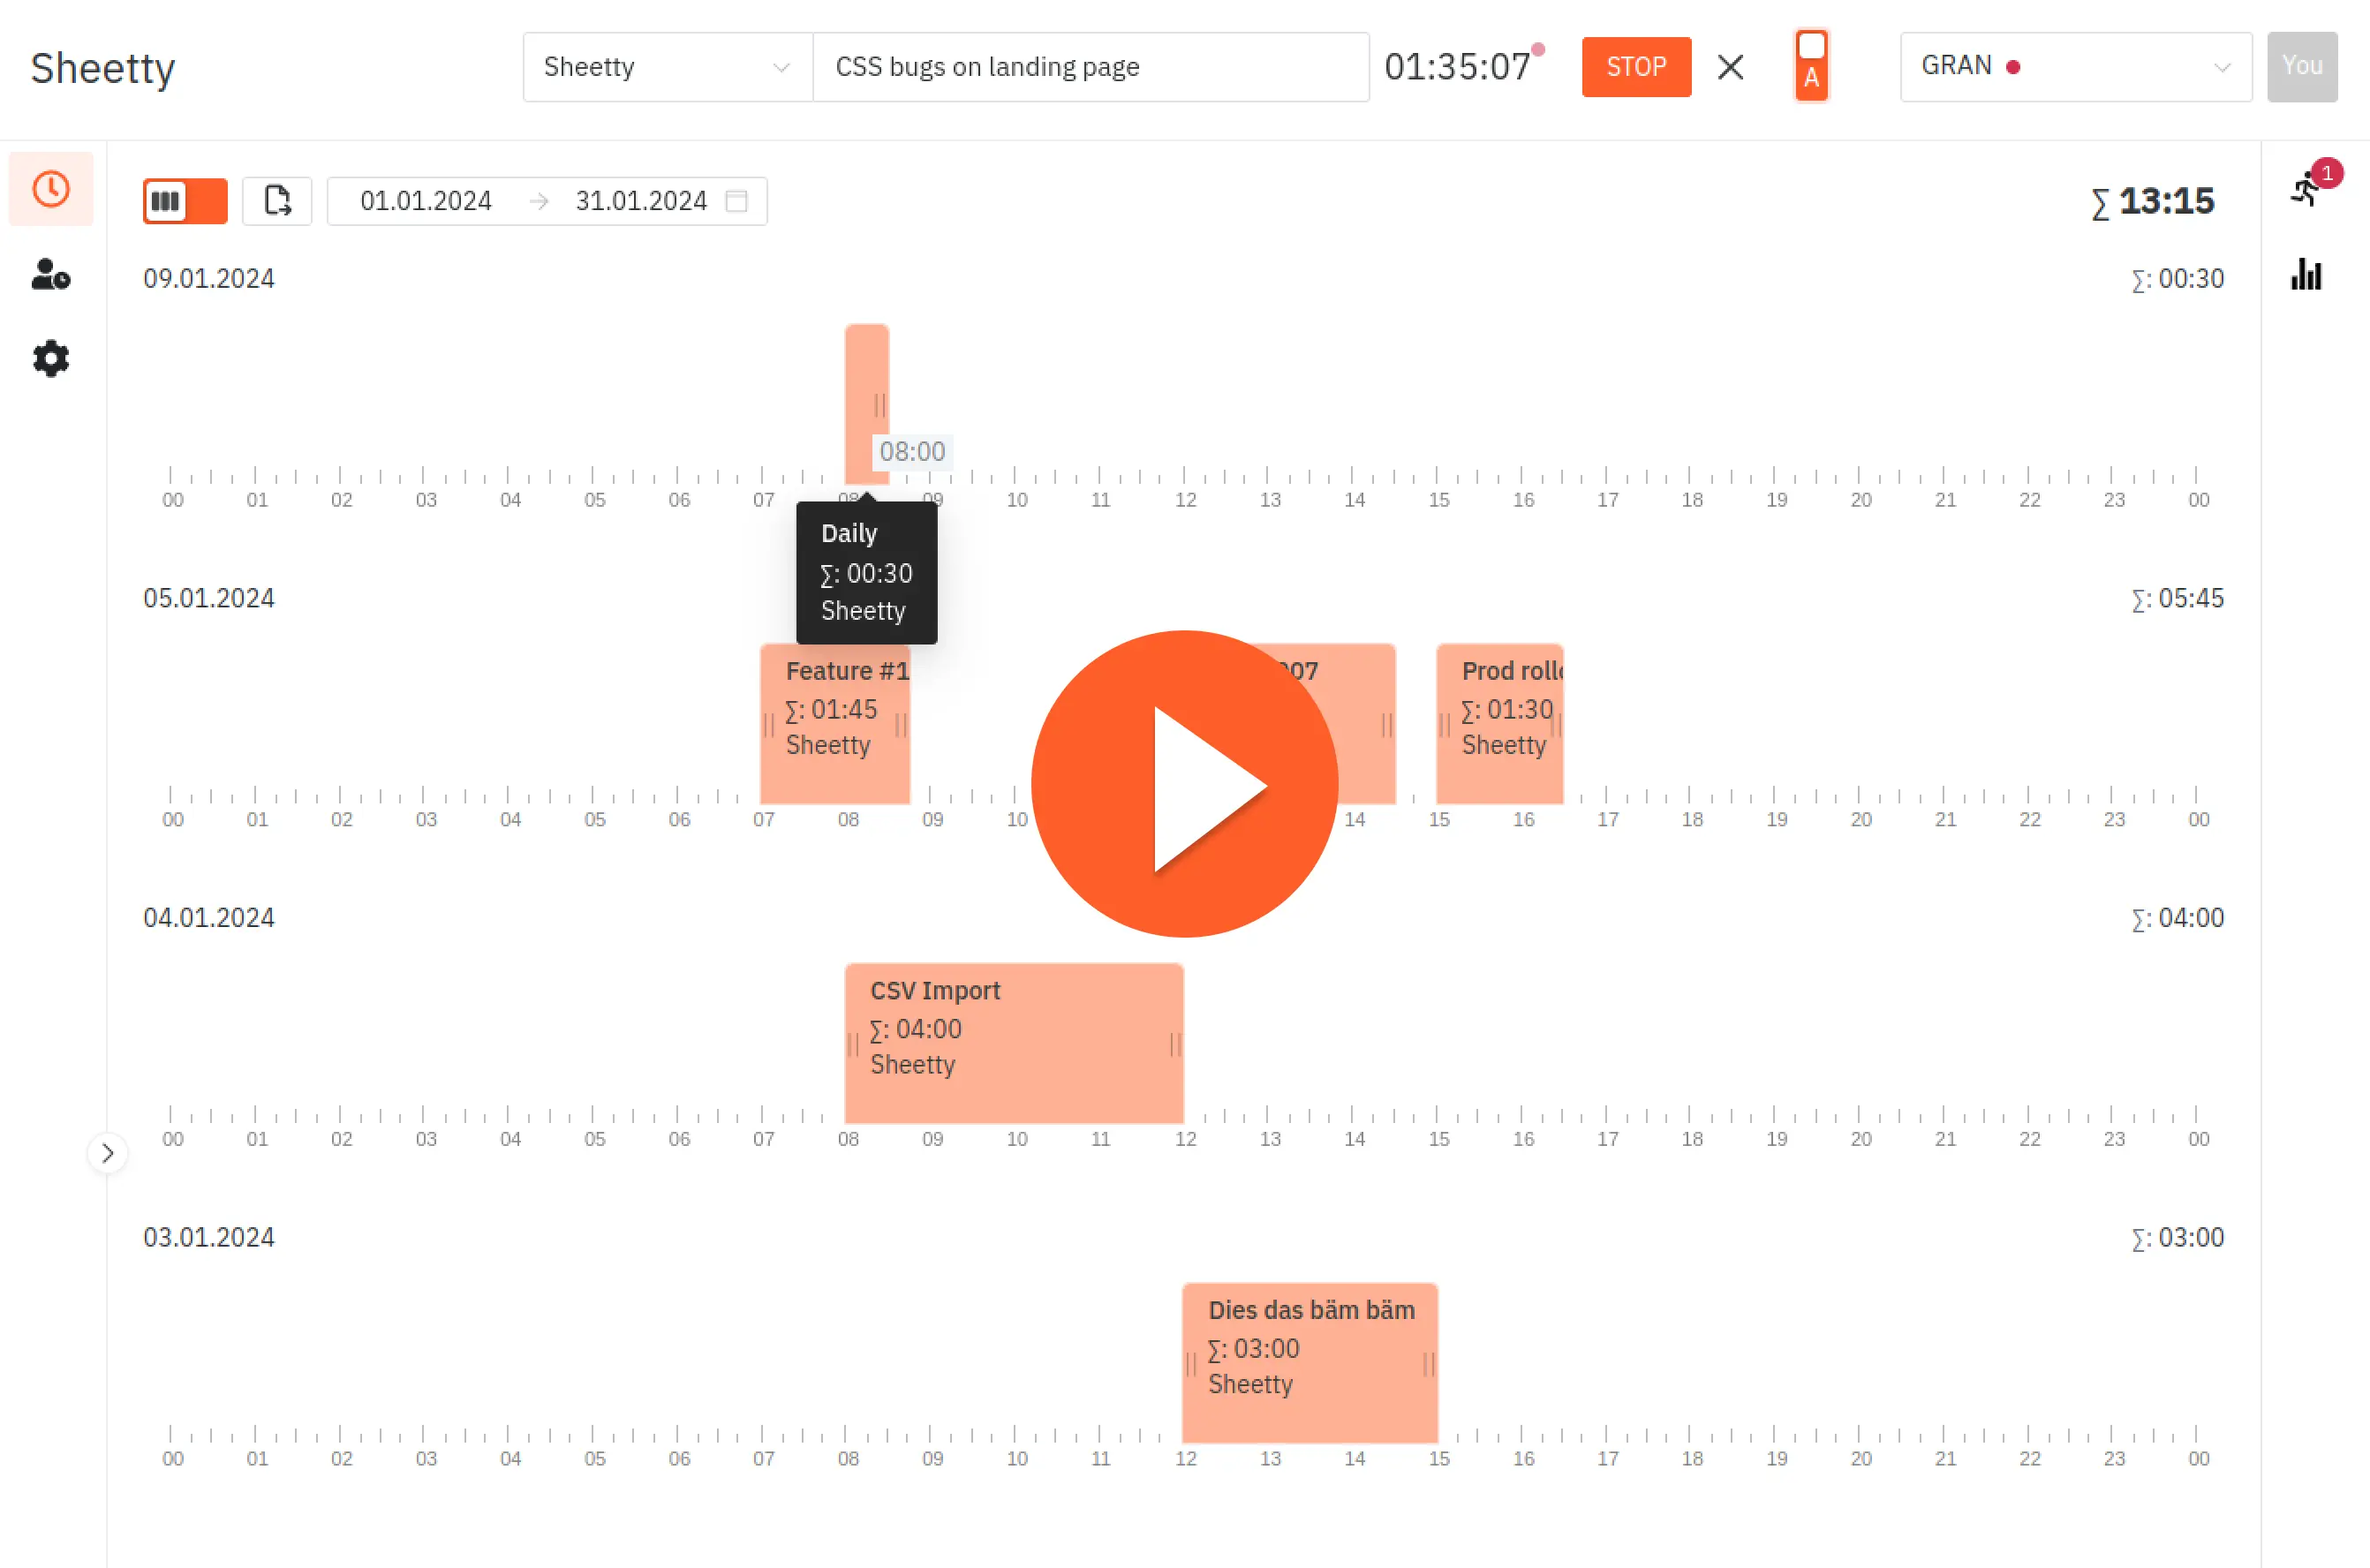 Sheetty
Sheetty
CSS bugs on landing page
01:35:07
STOP
A
GRAN
You
01.01.2024
31.01.2024
∑ 13:15
1
09.01.2024
∑: 00:30
08:00
00 01 02 03 04 05 06 07 08 09 10 11 12 13 14 15 16 17 18 19 20 21 22 23 00
Daily
∑: 00:30
Sheetty
05.01.2024
∑: 05:45
Feature #1
∑: 01:45
Sheetty
007
Prod roll
∑: 01:30
Sheetty
00 01 02 03 04 05 06 07 08 09 10 14 15 16 17 18 19 20 21 22 23 00
04.01.2024
∑: 04:00
CSV Import
∑: 04:00
Sheetty
00 01 02 03 04 05 06 07 08 09 10 11 12 13 14 15 16 17 18 19 20 21 22 23 00
03.01.2024
∑: 03:00
Dies das bäm bäm
∑: 03:00
Sheetty
00 01 02 03 04 05 06 07 08 09 10 11 12 13 14 15 16 17 18 19 20 21 22 23 00